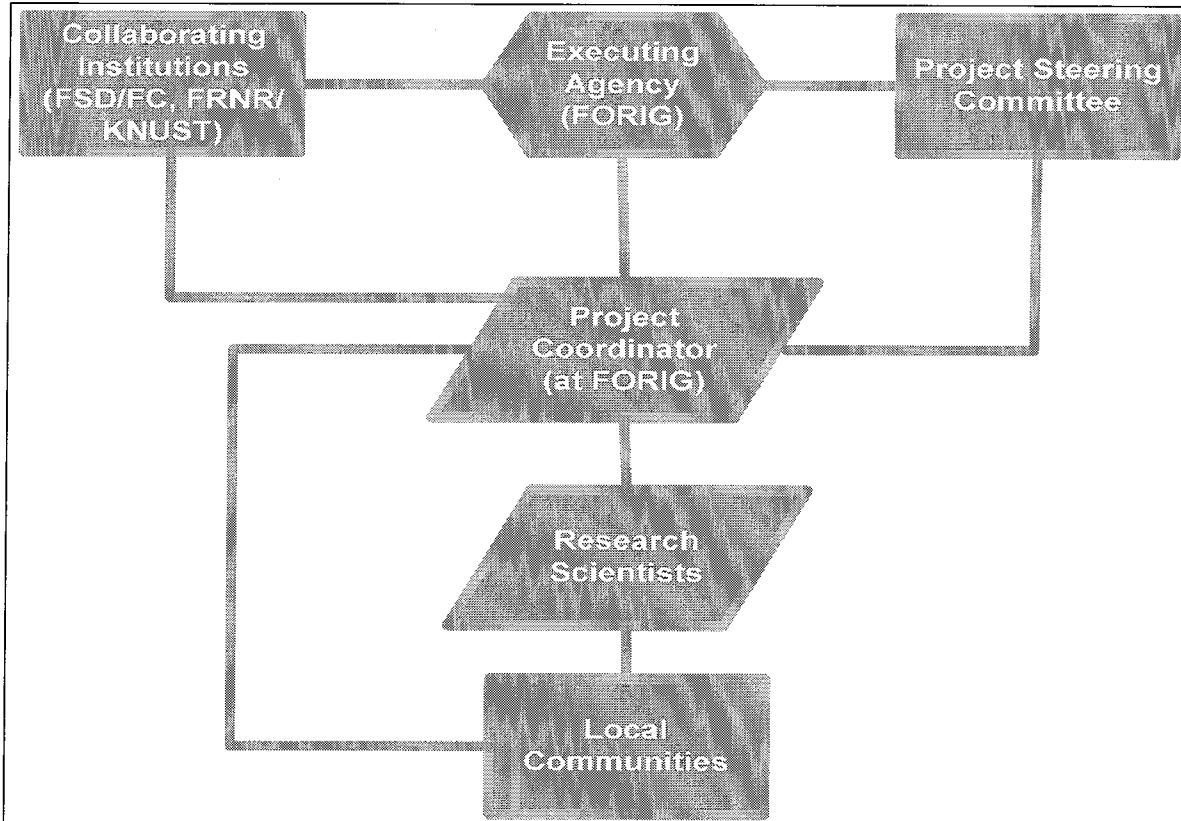 Collaborating
Institutions
(FSD/FC, FRNR/
KNUST)
Executing
Agency
(FORIG)
Project Steering
Committee
Project
Coordinator
(at FORIG)
Research
Scientists
Local
Communities